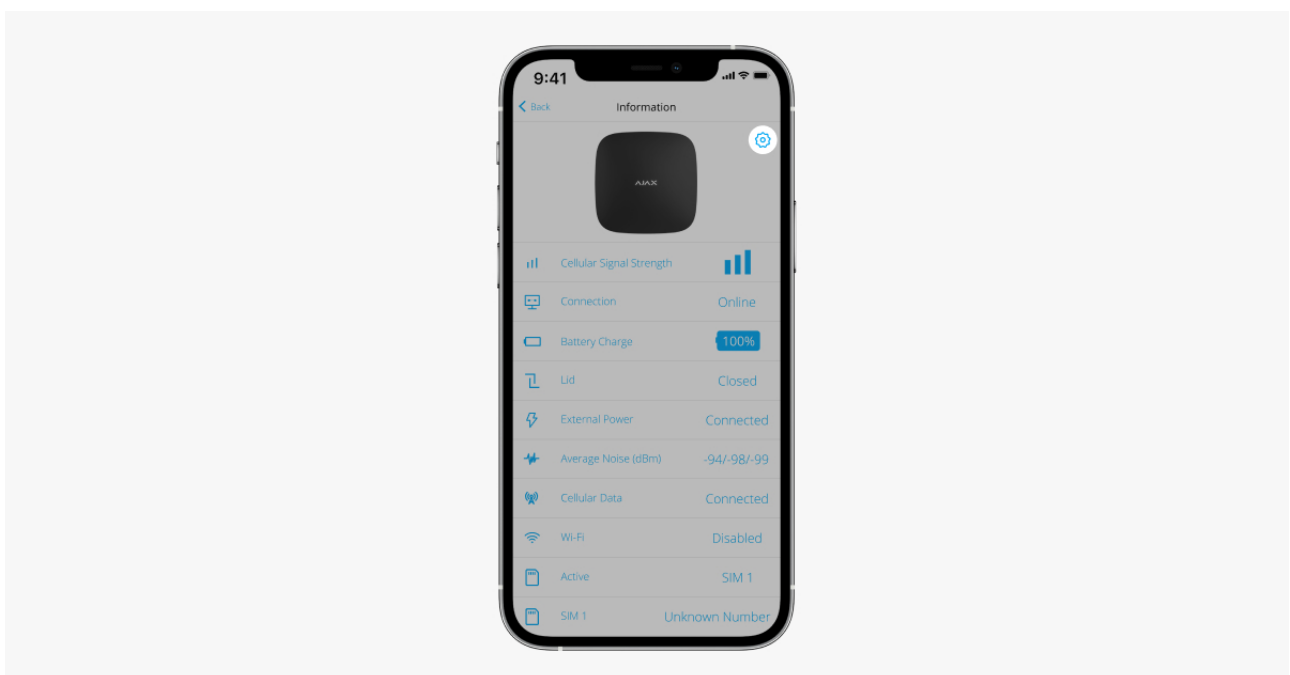 9:41
Back Information
AJAX
Cellular Signal Strength
Connection Online
Battery Charge 100%
Lid Closed
External Power Connected
Average Noise (dBm) -94/-98/-99
Cellular Data Connected
Wi-Fi Disabled
Active SIM 1
SIM 1 Unknown Number